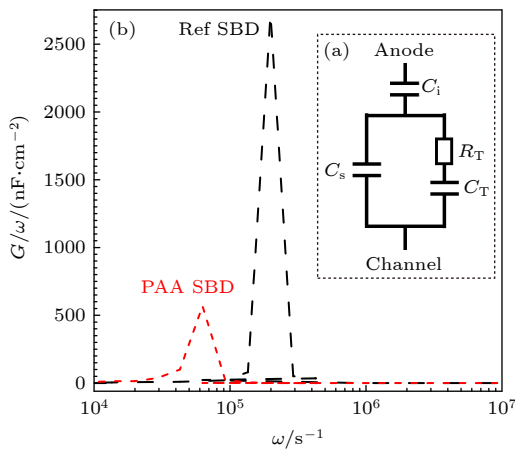 (b)
Ref SBD
(a)
Anode
C_i
R_T
C_s
C_T
Channel
PAA SBD
G/ω/(nF·cm⁻²)
2500
2000
1500
1000
500
0
10⁴
10⁵
10⁶
10⁷
ω/s⁻¹